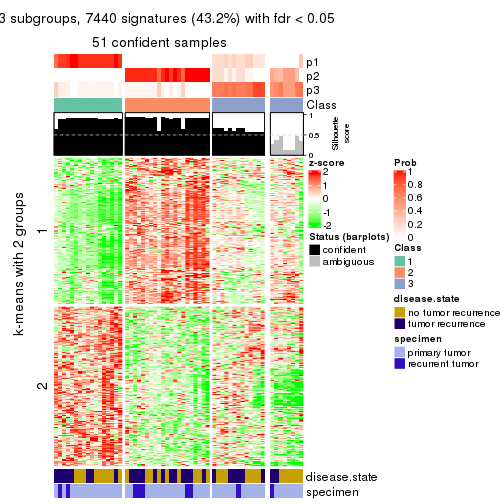 3 subgroups, 7440 signatures (43.2%) with fdr < 0.05
51 confident samples
p1
p2
p3
Class
1
0.5
0
Silhouette
score
k-means with 2 groups
1
2
z-score
2
1
0
-1
-2
Status (barplots)
confident
ambiguous
Prob
1
0.8
0.6
0.4
0.2
0
Class
1
2
3
disease.state
no tumor recurrence
tumor recurrence
specimen
primary tumor
recurrent tumor
disease.state
specimen